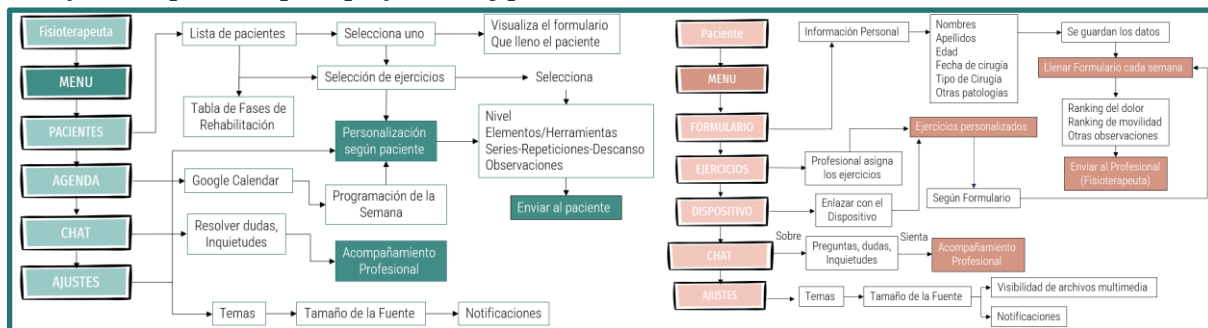 Fisioterapeuta
MENU
PACIENTES
AGENDA
CHAT
AJUSTES
Lista de pacientes
Selecciona uno
Visualiza el formulario
Que lleno el paciente
Selección de ejercicios
Selecciona
Tabla de Fases de
Rehabilitación
Personalización
según paciente
Nivel
Elementos/Herramientas
Series-Repeticiones-Descanso
Observaciones
Google Calendar
Programación de la
Semana
Enviar al paciente
Resolver dudas,
Inquietudes
Acompañamiento
Profesional
Temas
Tamaño de la Fuente
Notificaciones
Paciente
MENU
FORMULARIO
EJERCICIOS
DISPOSITIVO
CHAT
AJUSTES
Información Personal
Nombres
Apellidos
Edad
Fecha de cirugía
Tipo de Cirugía
Otras patologías
Se guardan los datos
Llenar Formulario cada semana
Ranking del dolor
Ranking de movilidad
Otras observaciones
Enviar al Profesional
(Fisioterapeuta)
Ejercicios personalizados
Profesional asigna
los ejercicios
Según Formulario
Enlazar con el
Dispositivo
Sobre
Preguntas, dudas,
Inquietudes
Sienta
Acompañamiento
Profesional
Temas
Tamaño de la Fuente
Visibilidad de archivos multimedia
Notificaciones